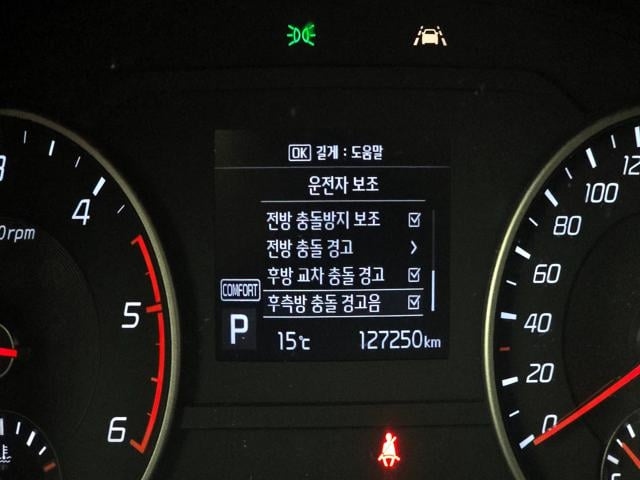 OK 길게 : 도움말
운전자 보조
전방 충돌방지 보조
전방 충돌 경고
후방 교차 충돌 경고
후측방 충돌 경고음
COMFORT
P
15℃ 127250km
4
5
6
0rpm
0
20
40
60
80
100